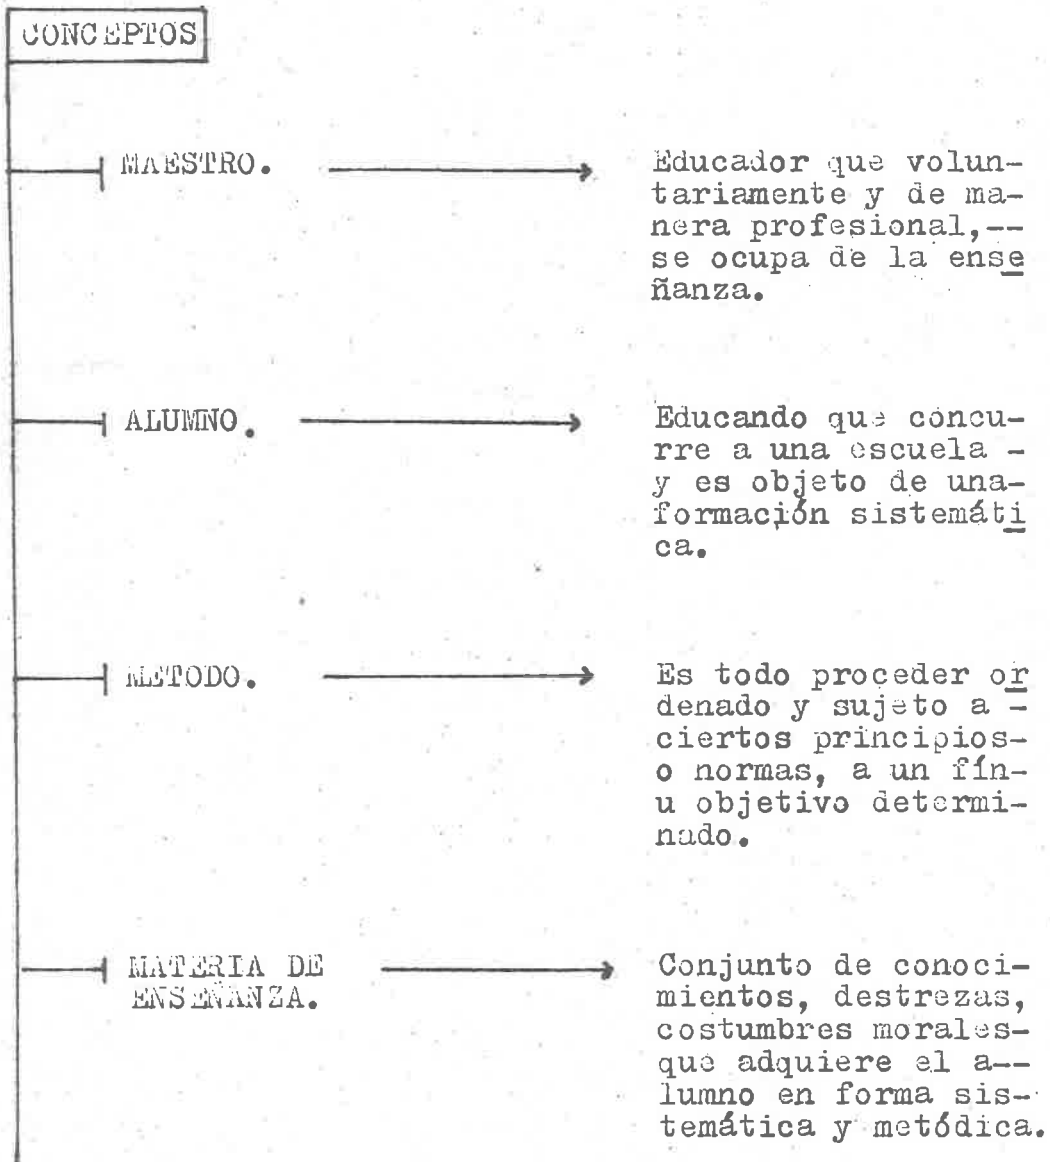 CONCEPTOS
MAESTRO.
Educador que volun-
tariamente y de ma-
nera profesional,--
se ocupa de la ense
ñanza.
ALUMNO.
Educando que concu-
rre a una escuela -
y es objeto de una-
formación sistemáti
ca.
METODO.
Es todo proceder or
denado y sujeto a -
ciertos principios-
o normas, a un fín-
u objetivo determi-
nado.
MATERIA DE
ENSEÑANZA.
Conjunto de conoci-
mientos, destrezas,
costumbres morales-
que adquiere el a--
lumno en forma sis-
temática y metódica.